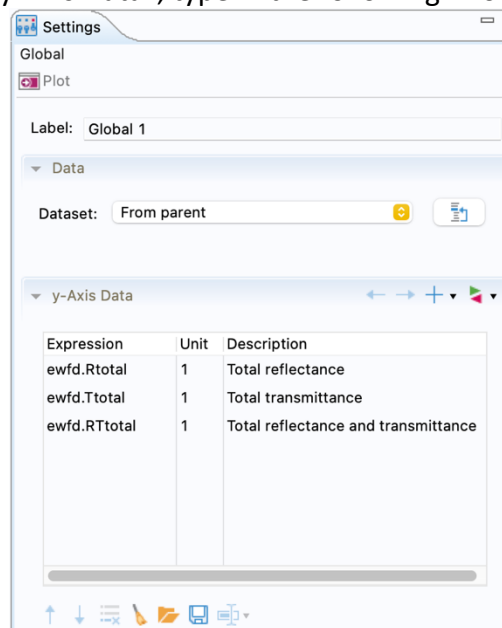 Settings
Global
Plot
Label: Global 1
Data
Dataset: From parent
y-Axis Data
Expression Unit Description
ewfd.Rtotal 1 Total reflectance
ewfd.Ttotal 1 Total transmittance
ewfd.RTtotal 1 Total reflectance and transmittance